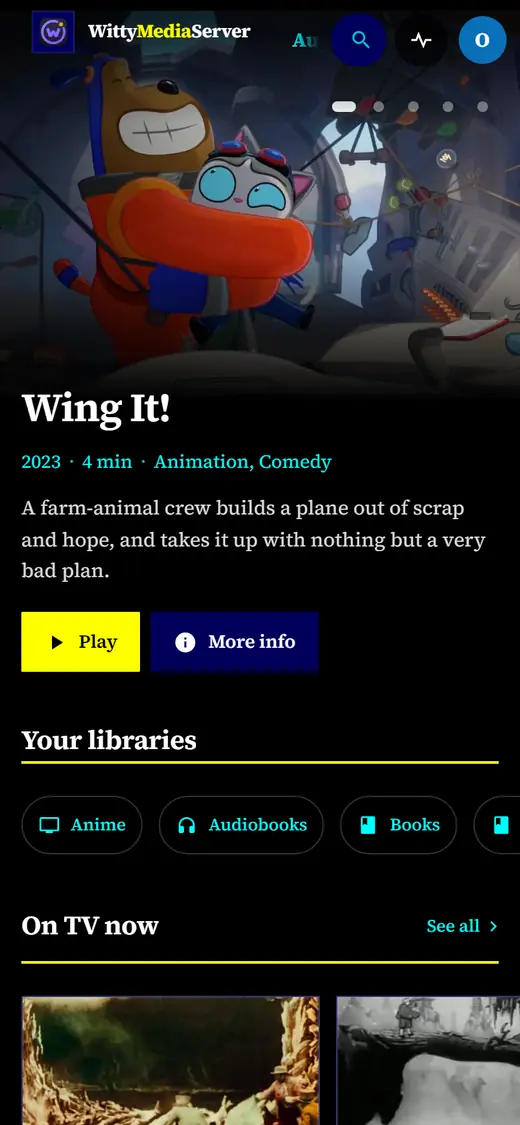 WittyMediaServer
Au
O
Wing It!
2023 · 4 min · Animation, Comedy
A farm-animal crew builds a plane out of scrap
and hope, and takes it up with nothing but a very
bad plan.
Play
More info
Your libraries
Anime
Audiobooks
Books
On TV now
See all